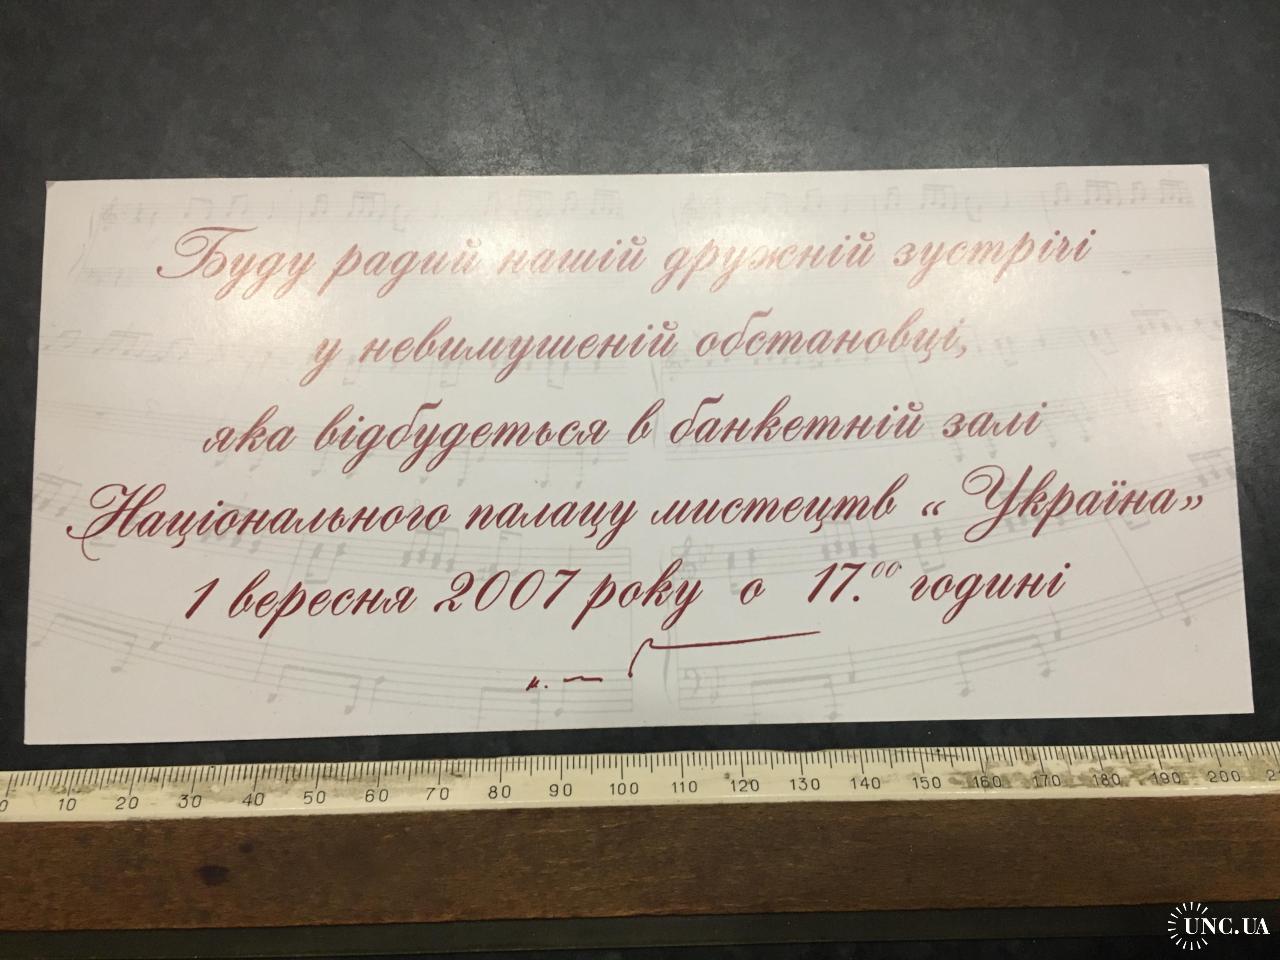 Буду радий нашій дружній зустрічі
у невимушеній обстановці,
яка відбудеться в банкетній залі
Національного палацу мистецтв « Україна»
1 вересня 2007 року о 17.⁰⁰ годині
0 10 20 30 40 50 60 70 80 90 100 110 120 130 140 150 160 170 180 190 200
UNC.UA